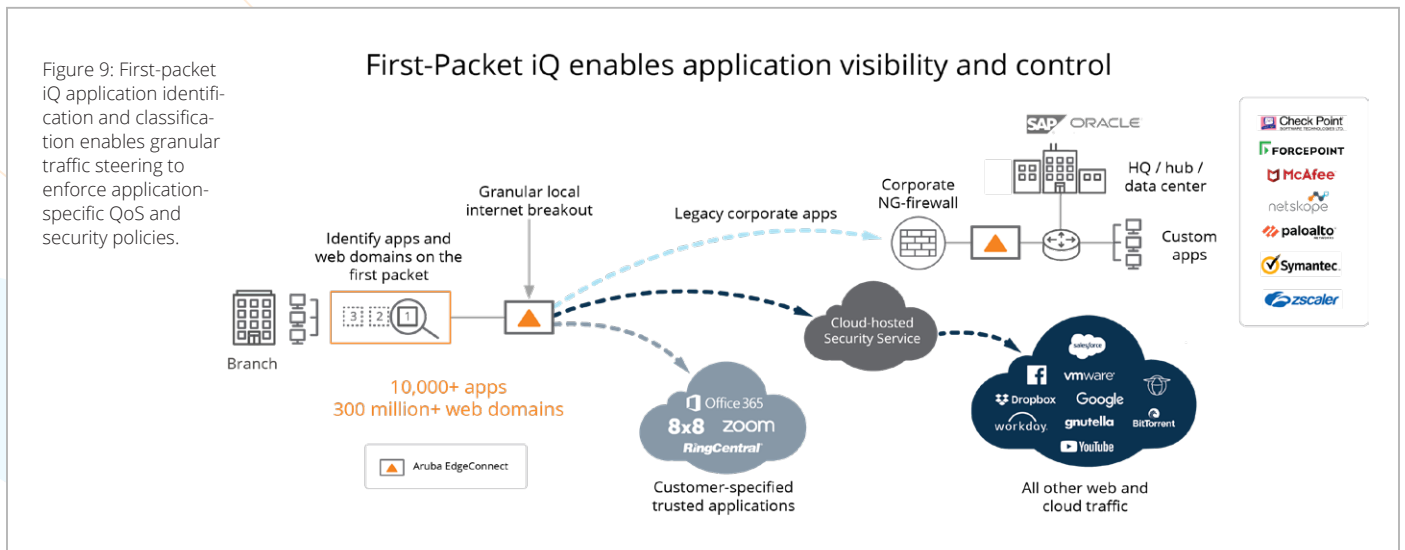 Figure 9: First-packet
iQ application identifi-
cation and classifica-
tion enables granular
traffic steering to
enforce application-
specific QoS and
security policies.
First-Packet iQ enables application visibility and control
Identify apps and
web domains on the
first packet
3 2 1
Branch
10,000+ apps
300 million+ web domains
Aruba EdgeConnect
Granular local
internet breakout
Legacy corporate apps
Corporate
NG-firewall
SAP ORACLE
HQ / hub /
data center
Custom
apps
Cloud-hosted
Security Service
Office 365
8x8 zoom
RingCentral
Customer-specified
trusted applications
salesforce
vmware
Dropbox Google
workday. gnutella BitTorrent
YouTube
All other web and
cloud traffic
Check Point
SOFTWARE TECHNOLOGIES LTD.
FORCEPOINT
McAfee
netskope
paloalto
NETWORKS
Symantec.
zscaler